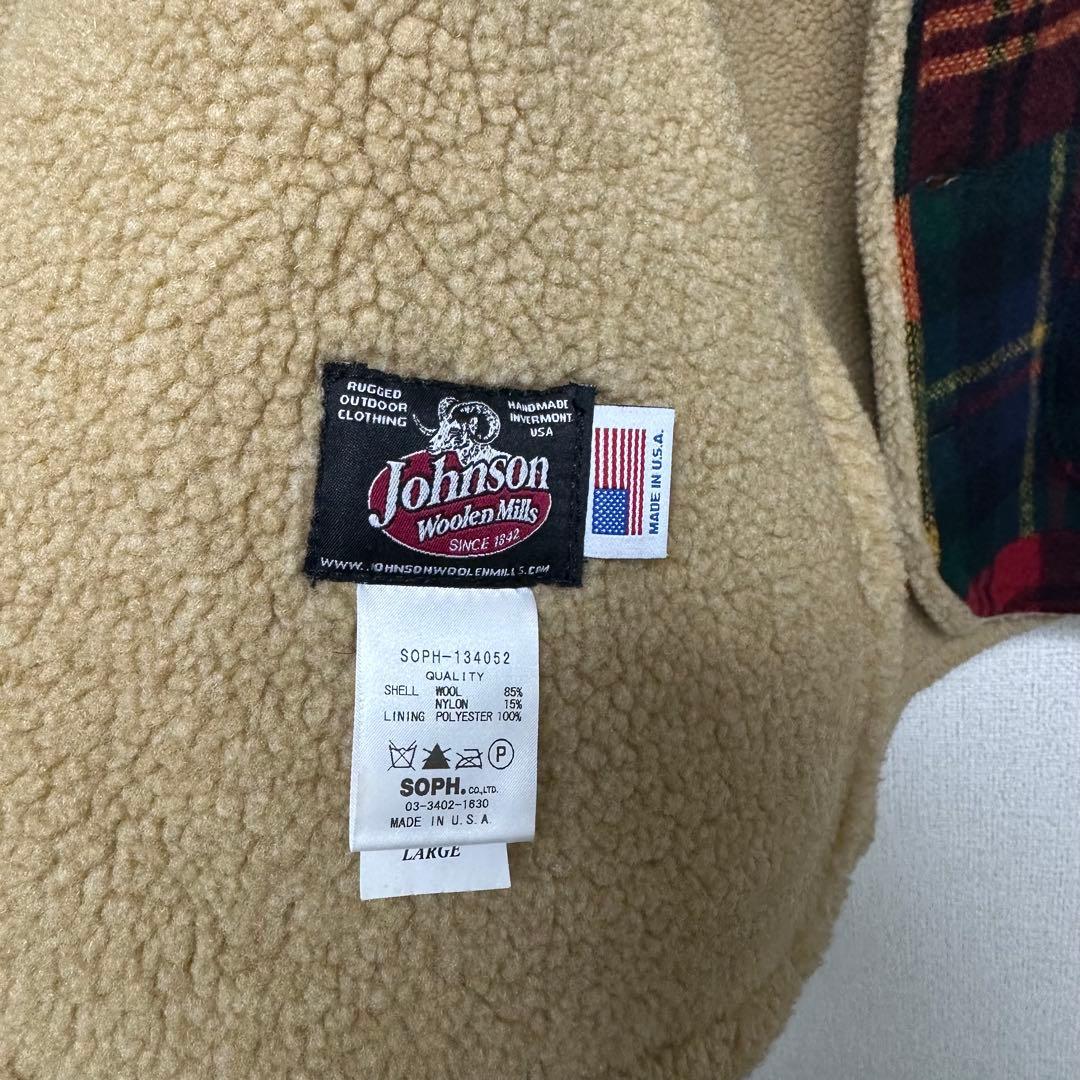 RUGGED
OUTDOOR
CLOTHING
HANDMADE
IN VERMONT
USA
Johnson
Woolen Mills
SINCE 1842
WWW.JOHNSONWOOLENMILLS.COM
MADE IN U.S.A.
SOPH-134052
QUALITY
SHELL WOOL 85%
NYLON 15%
LINING POLYESTER 100%
P
SOPH. CO.,LTD.
03-3402-1630
MADE IN U.S.A
LARGE